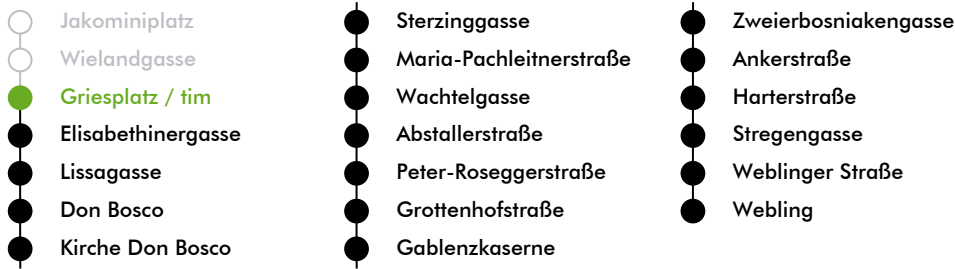 Jakominiplatz
Wielandgasse
Griesplatz / tim
Elisabethinergasse
Lissagasse
Don Bosco
Kirche Don Bosco
Sterzinggasse
Maria-Pachleitnerstraße
Wachtelgasse
Abstallerstraße
Peter-Roseggerstraße
Grottenhofstraße
Gablenzkaserne
Zweierbosniakengasse
Ankerstraße
Harterstraße
Stregengasse
Weblinger Straße
Webling